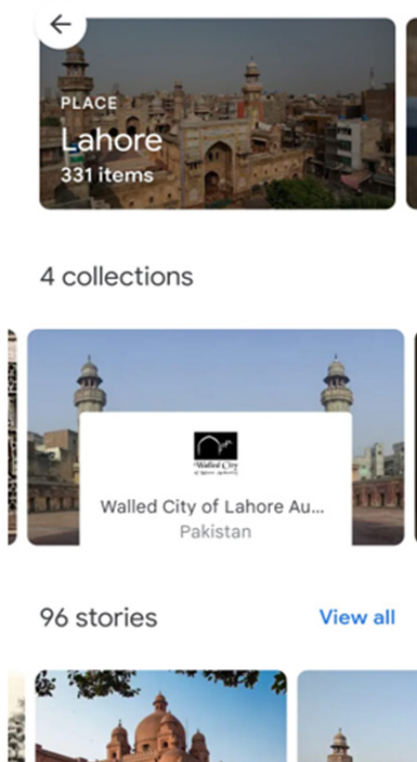 PLACE
Lahore
331 items
4 collections
Walled City
Walled City of Lahore Au...
Pakistan
96 stories
View all